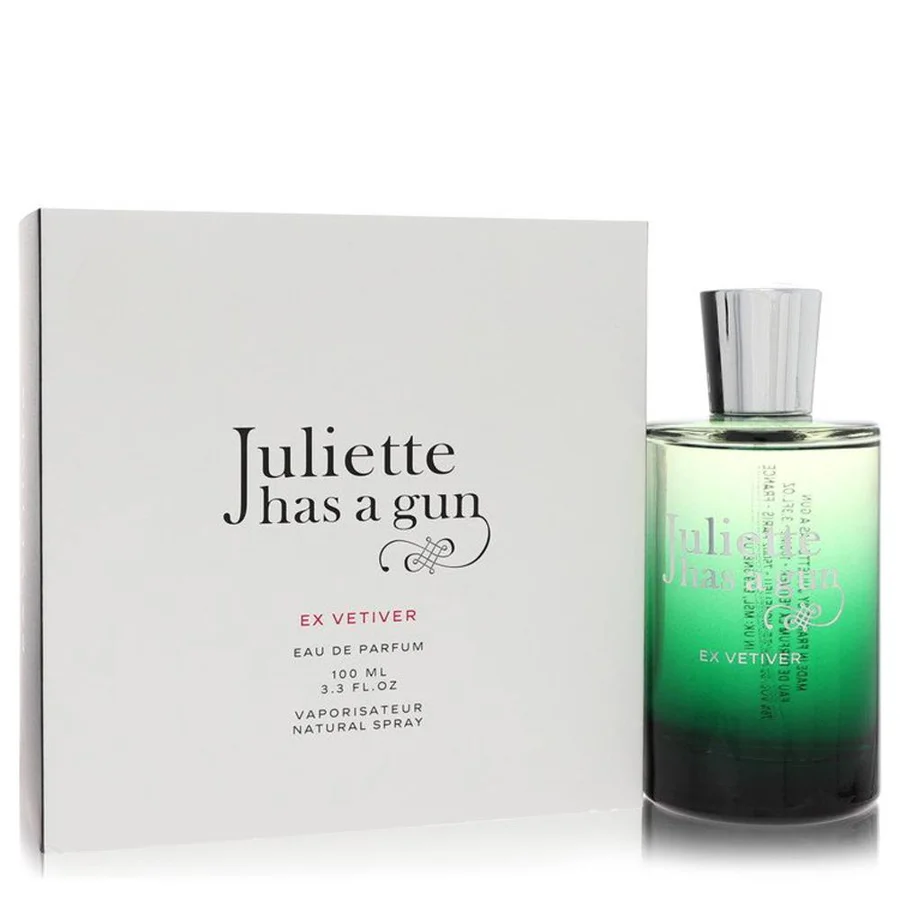 Juliette
has a gun
EX VETIVER
EAU DE PARFUM
100 ML
3.3 FL.OZ
VAPORISATEUR
NATURAL SPRAY
Juliette
has a gun
EX VETIVER